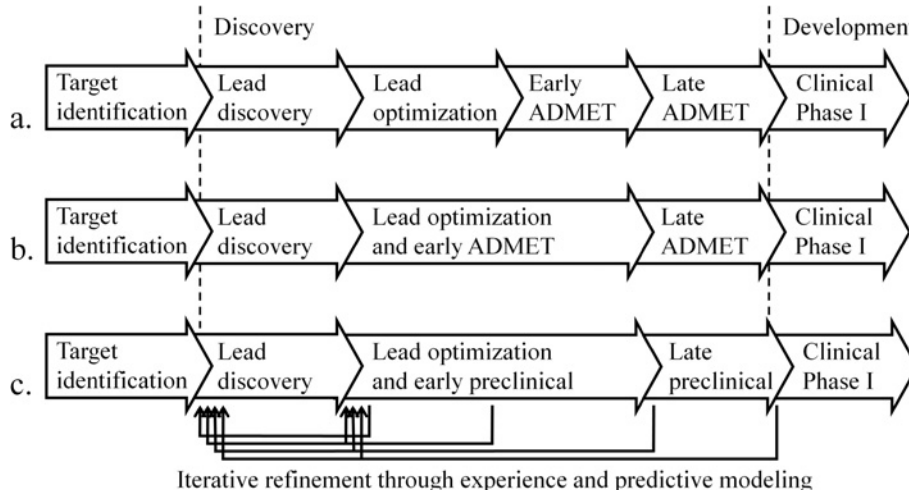 Discovery
Development
a.
Target identification
Lead discovery
Lead optimization
Early ADMET
Late ADMET
Clinical Phase I
b.
Target identification
Lead discovery
Lead optimization and early ADMET
Late ADMET
Clinical Phase I
c.
Target identification
Lead discovery
Lead optimization and early preclinical
Late preclinical
Clinical Phase I
Iterative refinement through experience and predictive modeling